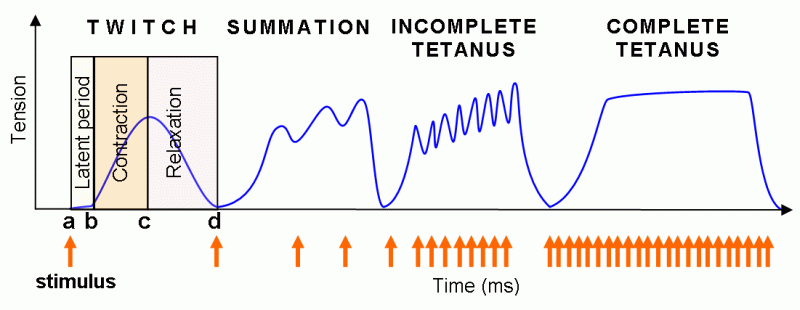 TWITCH
SUMMATION
INCOMPLETE
TETANUS
COMPLETE
TETANUS
Tension
Latent period
Contraction
Relaxation
a
b
c
d
stimulus
Time (ms)